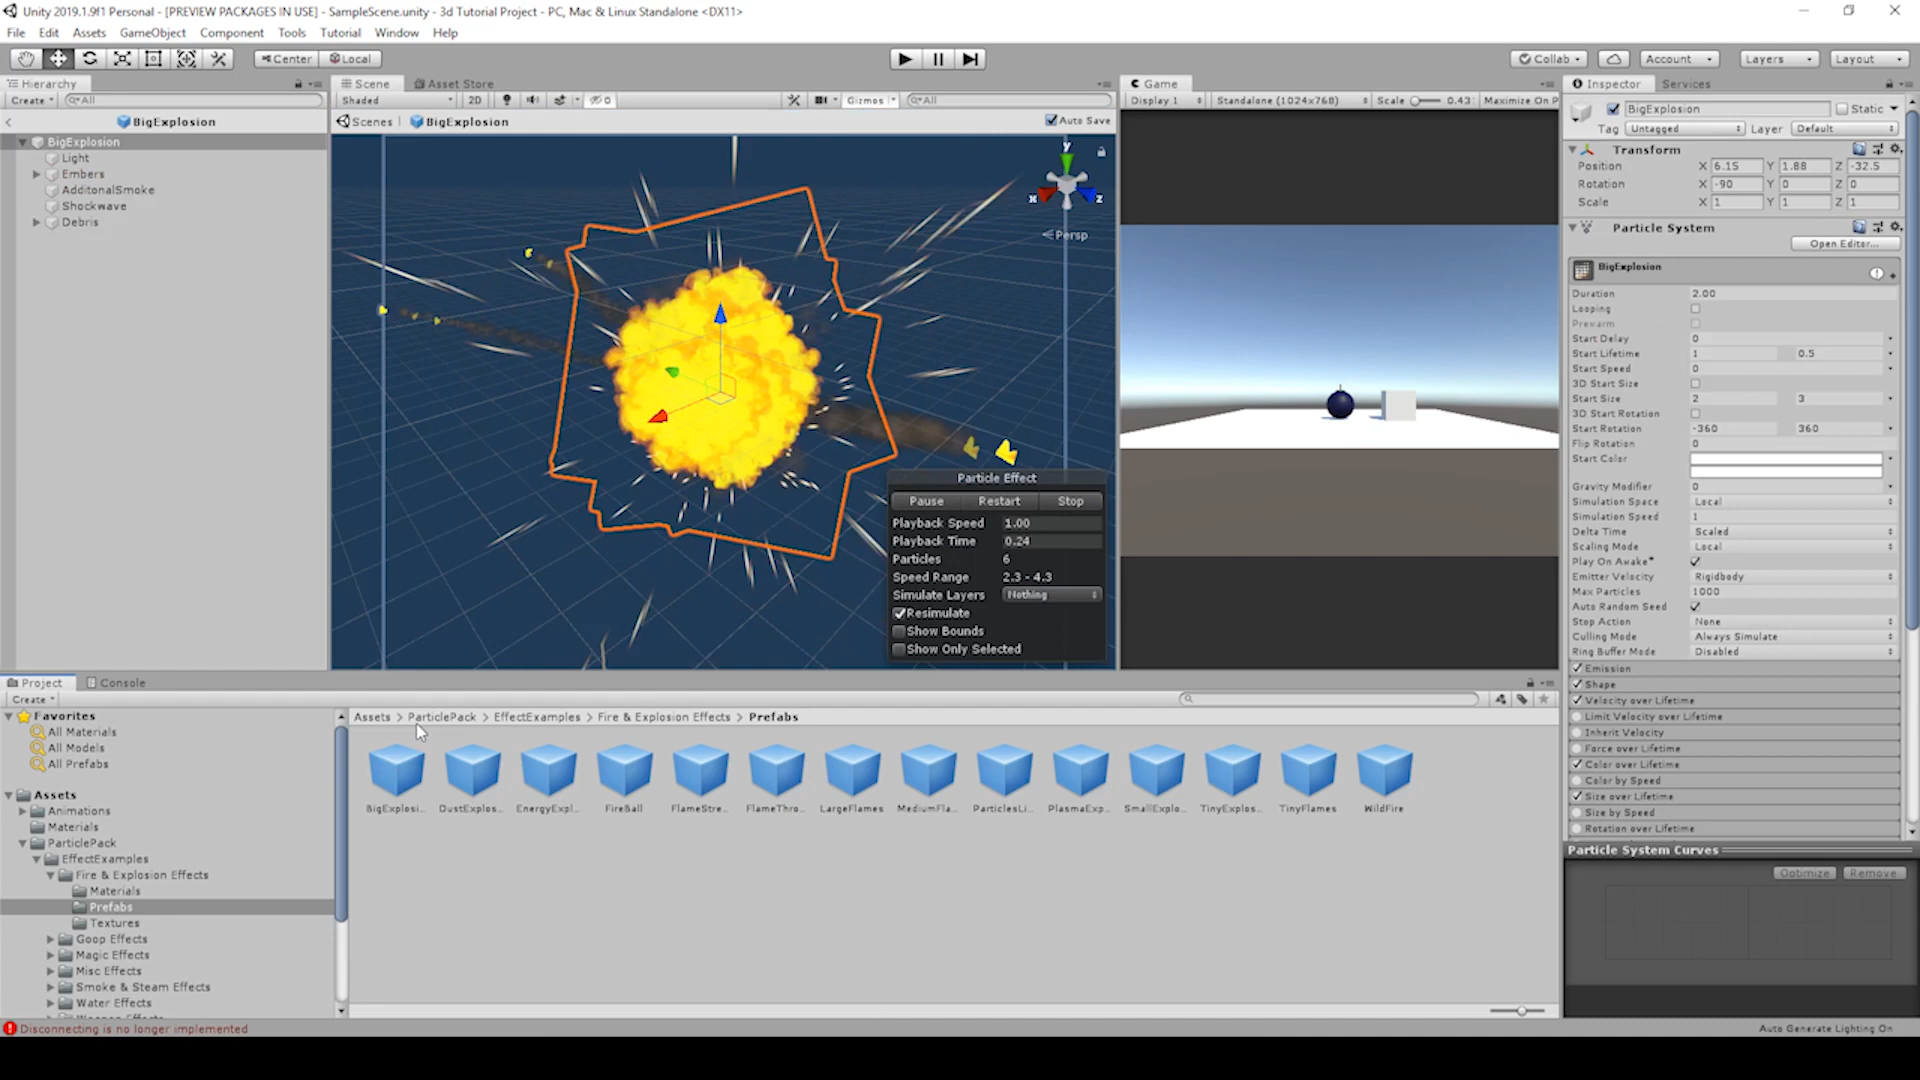 Unity 2019.1.9f1 Personal - [PREVIEW PACKAGES IN USE] - SampleScene.unity - 3d Tutorial Project - PC, Mac & Linux Standalone <DX11>
File Edit Assets GameObject Component Tools Tutorial Window Help
Center Local Collab Account Layers Layout
Hierarchy
Create All
BigExplosion
BigExplosion
Light
Embers
AdditonalSmoke
Shockwave
Debris
Scene Asset Store
Shaded 2D 0 Gizmos All
Scenes BigExplosion Auto Save
y
x z
Persp
Particle Effect
Pause Restart Stop
Playback Speed 1.00
Playback Time 0.24
Particles 6
Speed Range 2.3 - 4.3
Simulate Layers Nothing
Resimulate
Show Bounds
Show Only Selected
Game
Display 1 Standalone (1024x768) Scale 0.43 Maximize On P
Inspector Services
BigExplosion Static
Tag Untagged Layer Default
Transform
Position X 6.15 Y 1.88 Z -32.5
Rotation X -90 Y 0 Z 0
Scale X 1 Y 1 Z 1
Particle System
Open Editor...
BigExplosion
Duration 2.00
Looping
Prewarm
Start Delay 0
Start Lifetime 1 0.5
Start Speed 0
3D Start Size
Start Size 2 3
3D Start Rotation
Start Rotation -360 360
Flip Rotation 0
Start Color
Gravity Modifier 0
Simulation Space Local
Simulation Speed 1
Delta Time Scaled
Scaling Mode Local
Play On Awake*
Emitter Velocity Rigidbody
Max Particles 1000
Auto Random Seed
Stop Action None
Culling Mode Always Simulate
Ring Buffer Mode Disabled
Emission
Shape
Velocity over Lifetime
Limit Velocity over Lifetime
Inherit Velocity
Force over Lifetime
Color over Lifetime
Color by Speed
Size over Lifetime
Size by Speed
Rotation over Lifetime
Particle System Curves
Optimize Remove
Project Console
Create
Favorites
All Materials
All Models
All Prefabs
Assets
Animations
Materials
ParticlePack
EffectExamples
Fire & Explosion Effects
Materials
Prefabs
Textures
Goop Effects
Magic Effects
Misc Effects
Smoke & Steam Effects
Water Effects
Assets > ParticlePack > EffectExamples > Fire & Explosion Effects > Prefabs
BigExplosi... DustExplos... EnergyExpl... FireBall FlameStre... FlameThro... LargeFlames MediumFla... ParticlesLi... PlasmaExp... SmallExplo... TinyExplos... TinyFlames WildFire
Disconnecting is no longer implemented
Auto Generate Lighting On